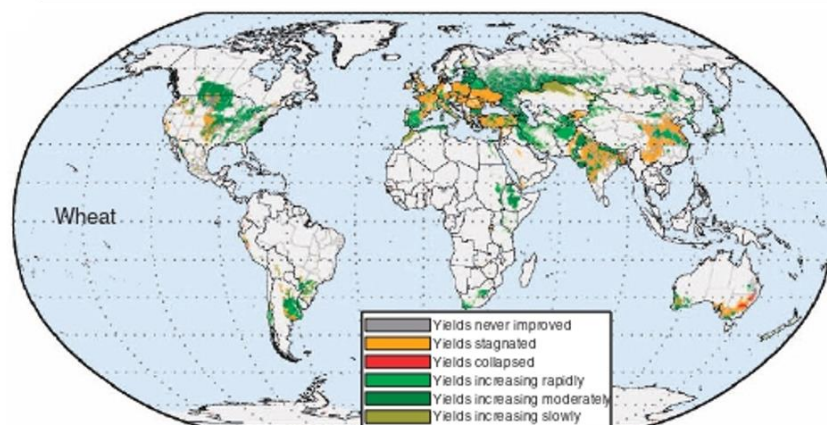 Wheat
Yields never improved
Yields stagnated
Yields collapsed
Yields increasing rapidly
Yields increasing moderately
Yields increasing slowly